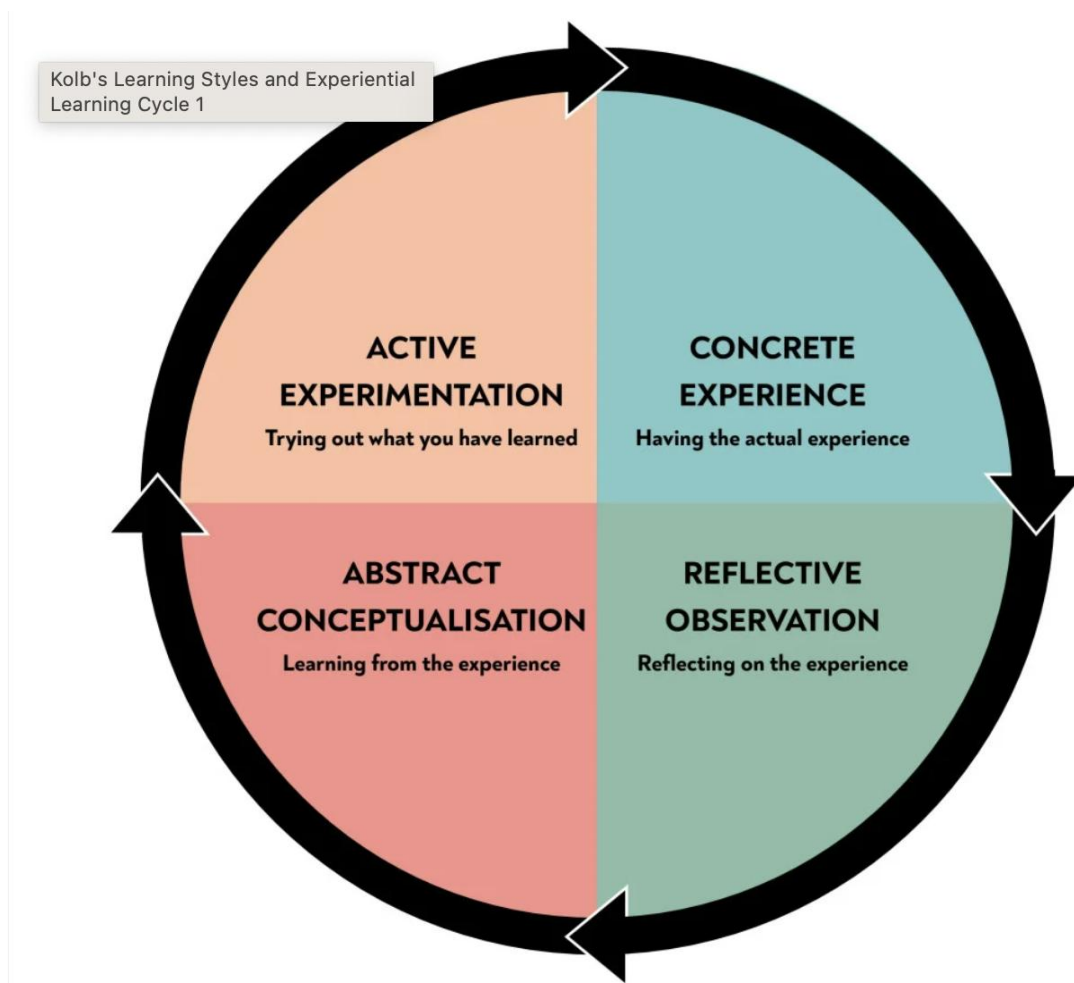 Kolb's Learning Styles and Experiential
Learning Cycle 1
ACTIVE
EXPERIMENTATION
Trying out what you have learned
CONCRETE
EXPERIENCE
Having the actual experience
ABSTRACT
CONCEPTUALISATION
Learning from the experience
REFLECTIVE
OBSERVATION
Reflecting on the experience